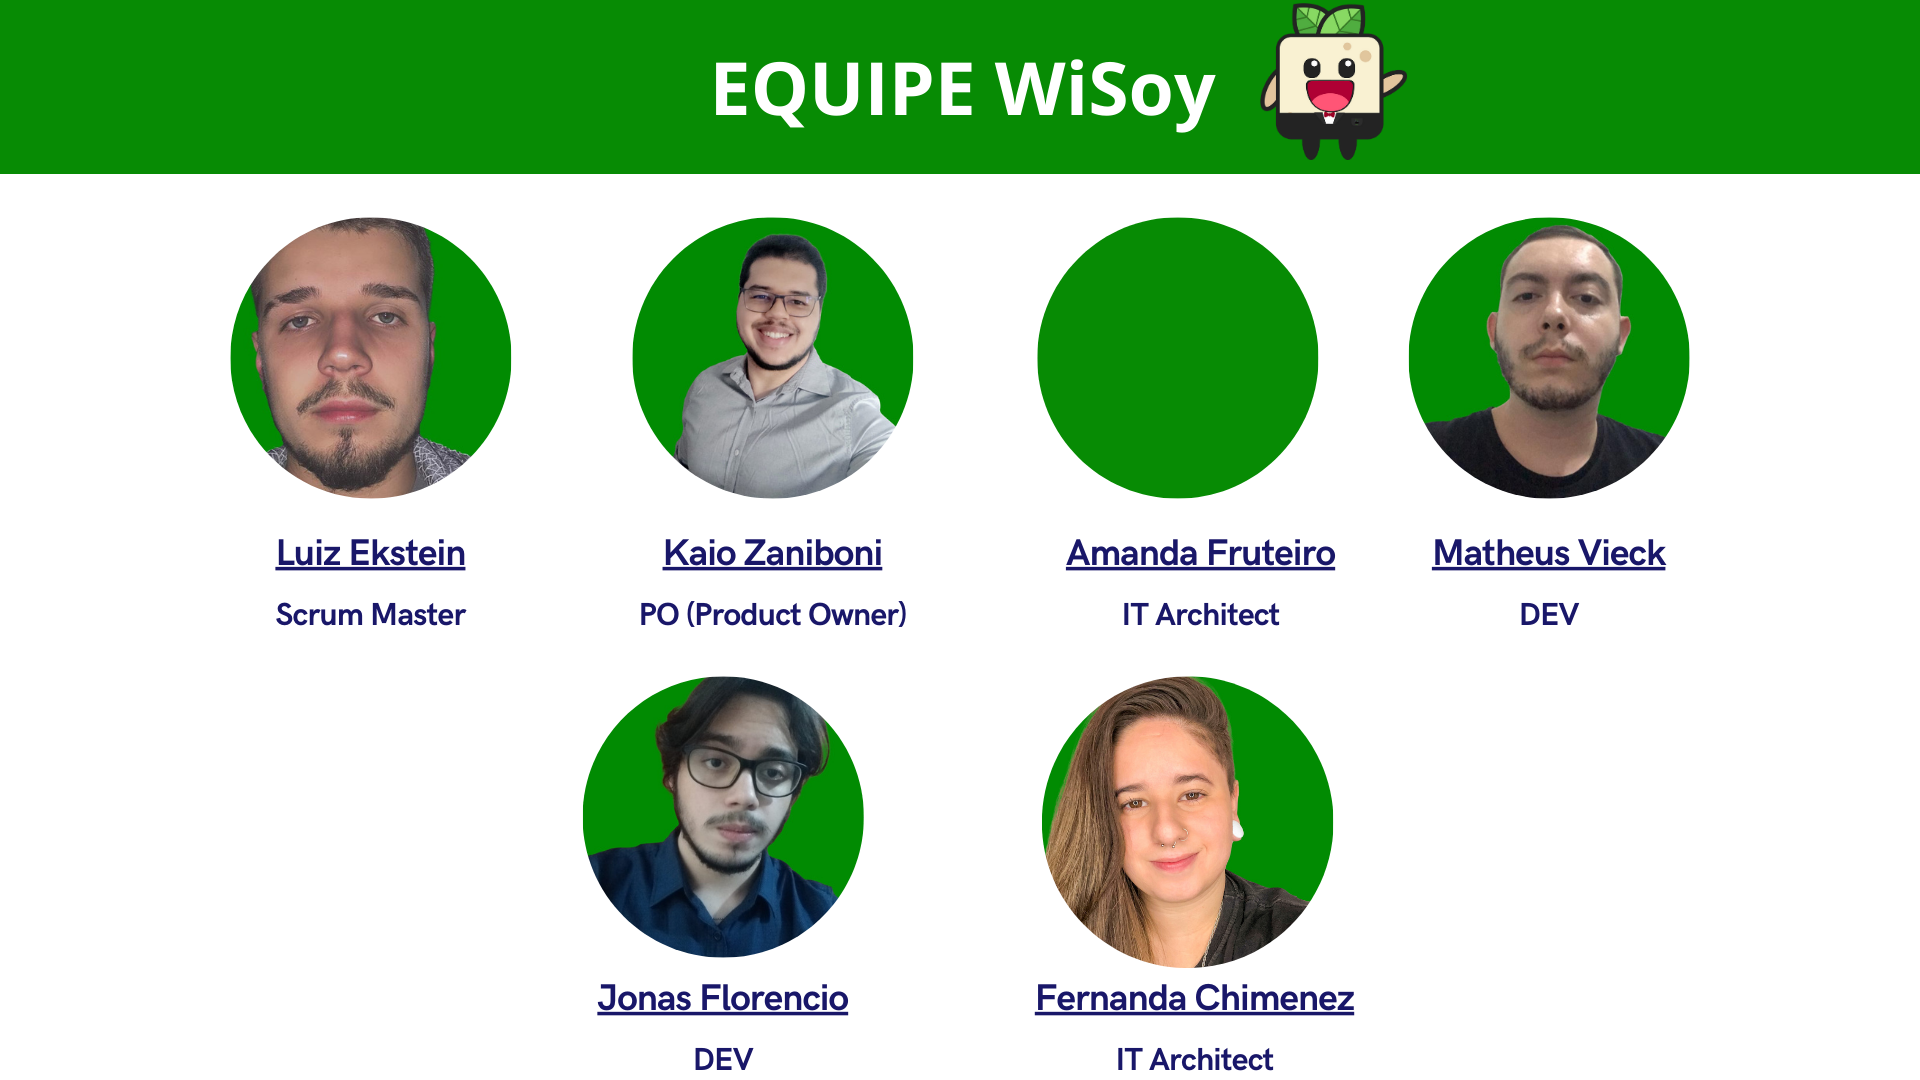 EQUIPE WiSoy
Luiz Ekstein
Scrum Master
Kaio Zaniboni
PO (Product Owner)
Amanda Fruteiro
IT Architect
Matheus Vieck
DEV
Jonas Florencio
DEV
Fernanda Chimenez
IT Architect